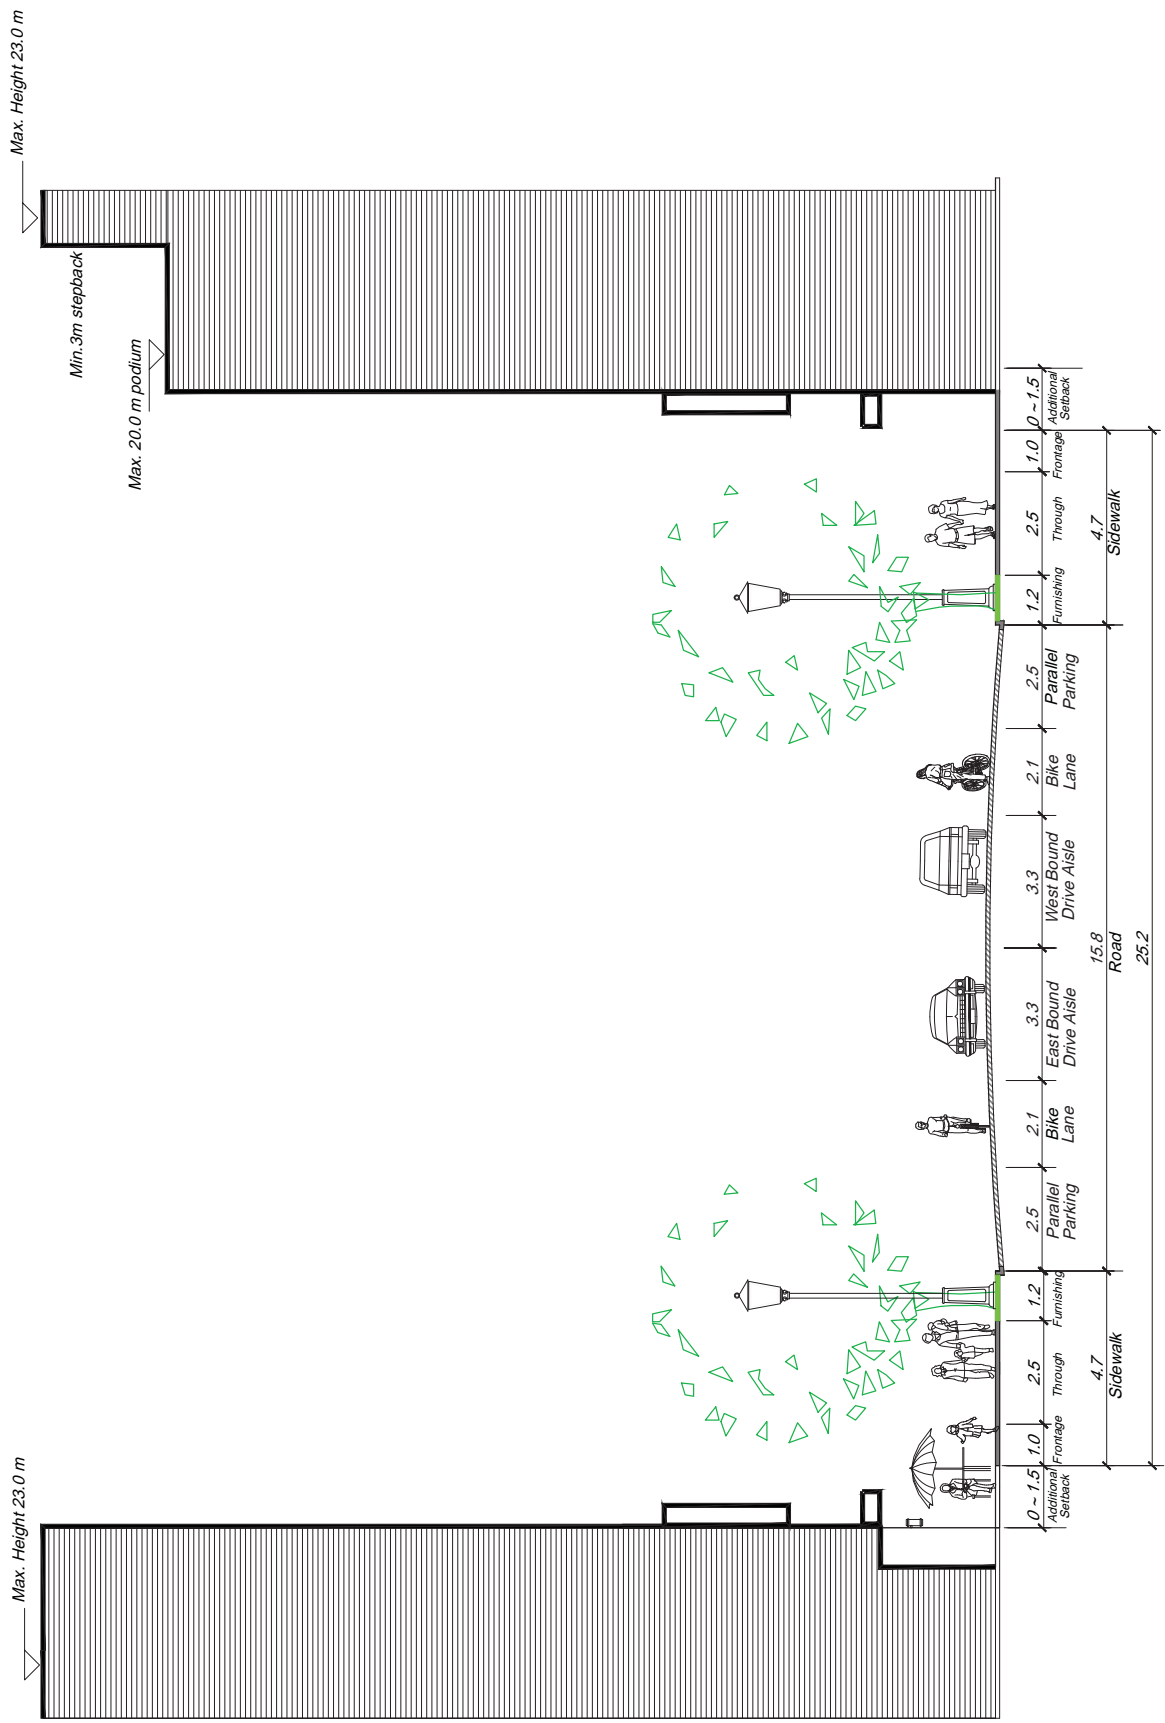 Max. Height 23.0 m
Max. Height 23.0 m
Min.3m stepback
Max. 20.0 m podium
0 ~ 1.5
1.0
2.5
1.2
2.5
2.1
3.3
3.3
2.1
2.5
1.2
2.5
1.0
0 ~ 1.5
Additional
Setback
Frontage
Through
Furnishing
Parallel
Parking
Bike
Lane
East Bound
Drive Aisle
West Bound
Drive Aisle
Bike
Lane
Parallel
Parking
Furnishing
Through
Frontage
Additional
Setback
4.7
Sidewalk
15.8
Road
4.7
Sidewalk
25.2